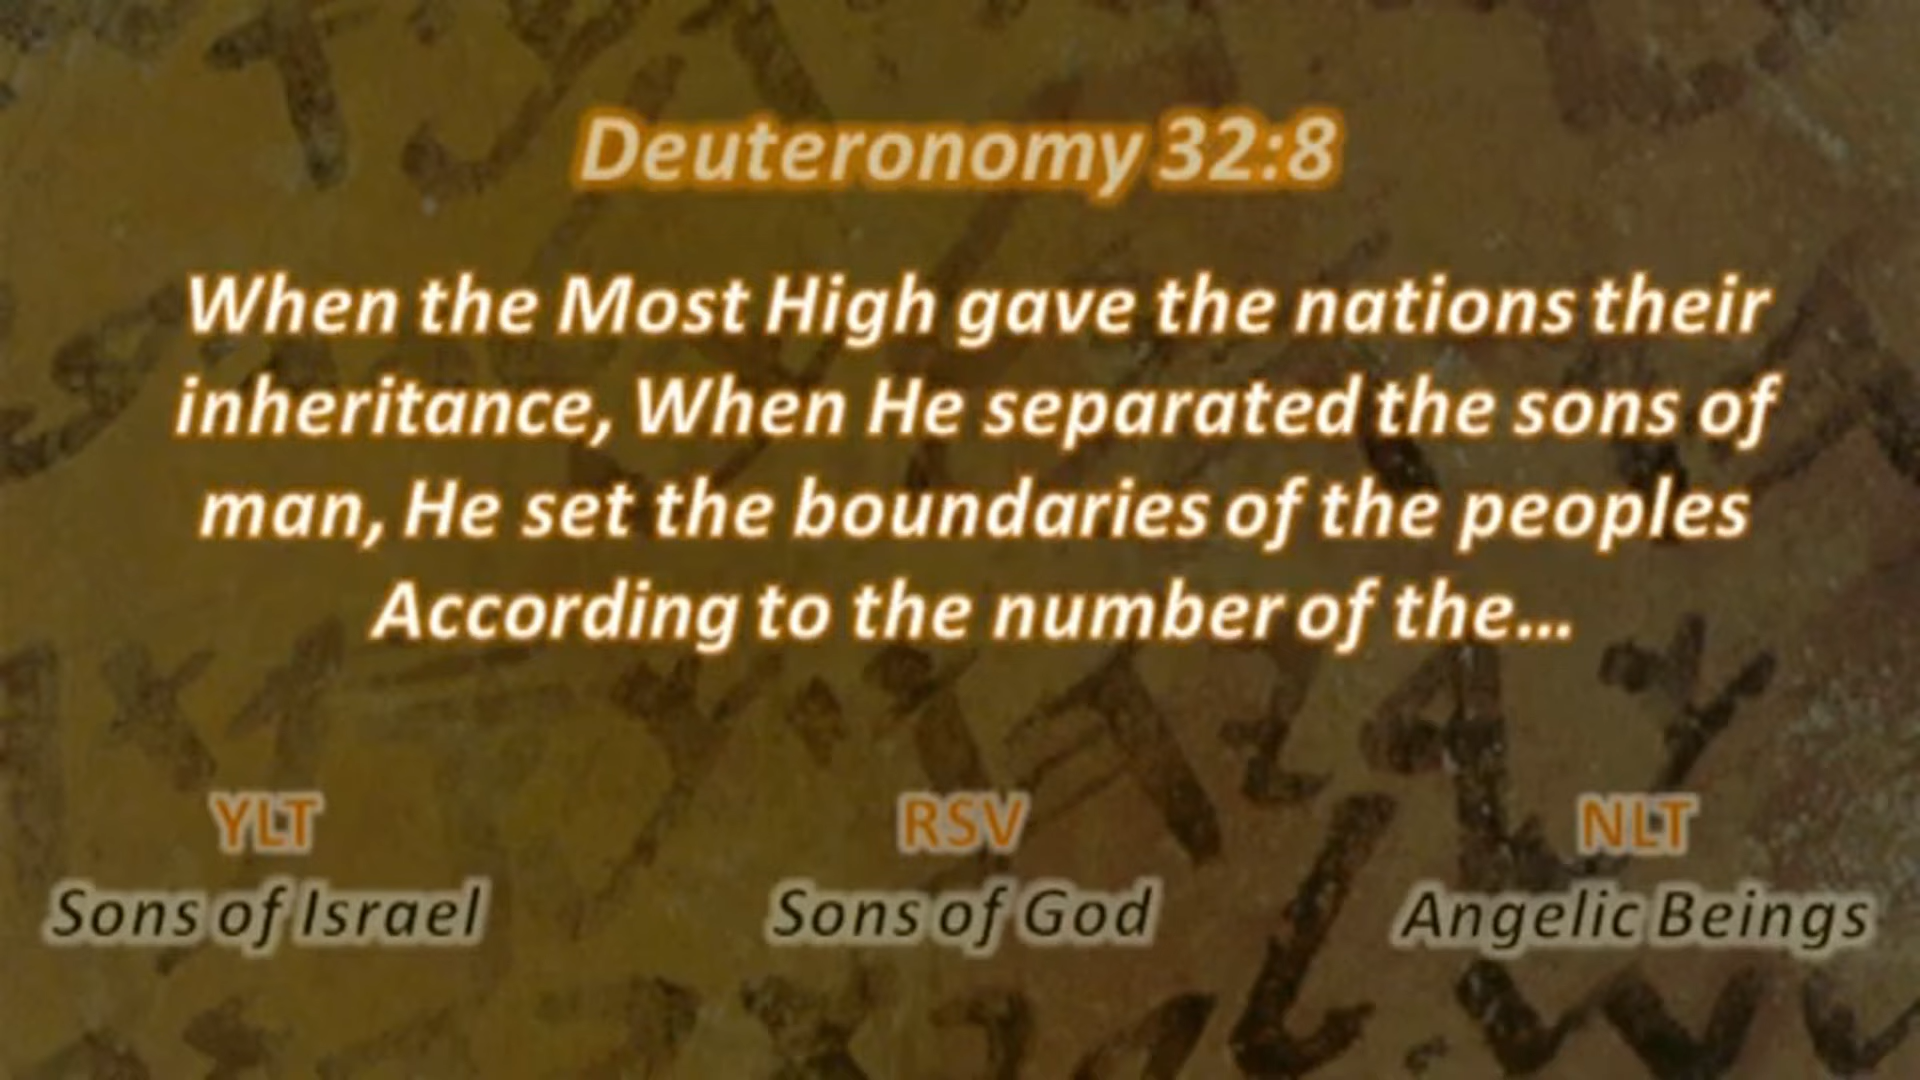 Deuteronomy 32:8
When the Most High gave the nations their
inheritance, When He separated the sons of
man, He set the boundaries of the peoples
According to the number of the...
YLT
Sons of Israel
RSV
Sons of God
NLT
Angelic Beings